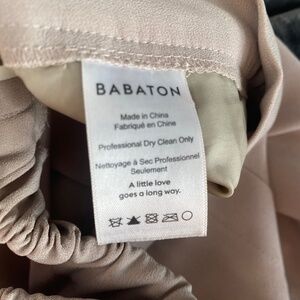 BABATON
Made in China
Fabriqué en Chine
Professional Dry Clean Only
Nettoyage à Sec Professionnel
Seulement
A little love
goes a long way.